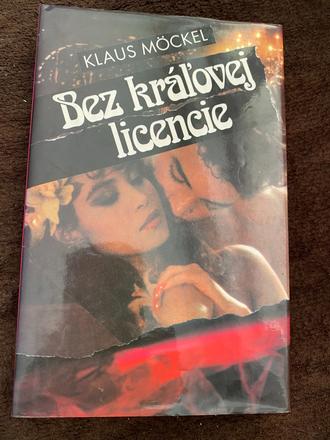 KLAUS MÖCKEL
Bez kráľovej
licencie